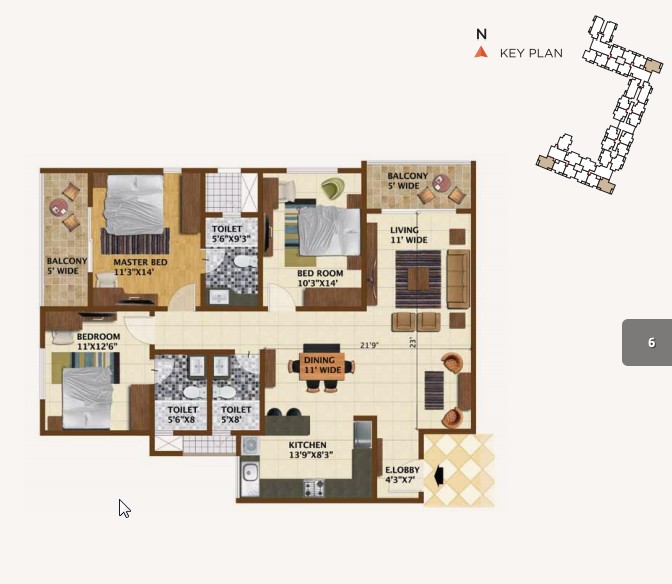 N
KEY PLAN
BALCONY
5' WIDE
TOILET
5'6"X9'3"
LIVING
11' WIDE
BALCONY
5' WIDE
MASTER BED
11'3"X14'
BED ROOM
10'3"X14'
BEDROOM
11'X12'6"
21'9"
23'
6
DINING
11' WIDE
TOILET
5'6"X8
TOILET
5'X8'
KITCHEN
13'9"X8'3"
E.LOBBY
4'3"X7'